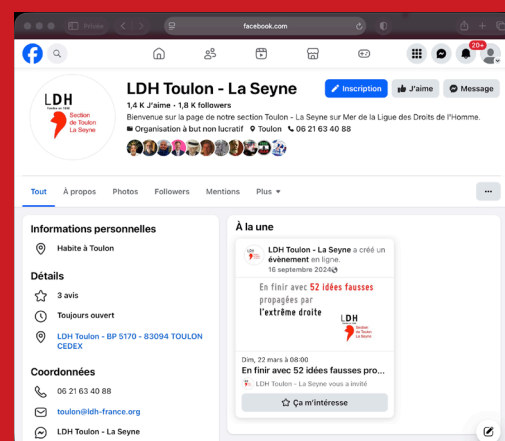 Privée
facebook.com
20+
LDH
Section
de Toulon
La Seyne
LDH Toulon - La Seyne
1,4 K J'aime • 1,8 K followers
Inscription
J'aime
Message
Bienvenue sur la page de notre section Toulon - La Seyne sur Mer de la Ligue des Droits de l'Homme.
Organisation à but non lucratif Toulon 06 21 63 40 88
Tout À propos Photos Followers Mentions Plus
Informations personnelles
Habite à Toulon
Détails
3 avis
Toujours ouvert
LDH Toulon - BP 5170 - 83094 TOULON
CEDEX
Coordonnées
06 21 63 40 88
toulon@ldh-france.org
LDH Toulon - La Seyne
À la une
LDH Toulon - La Seyne a créé un
évènement en ligne.
16 septembre 2024
En finir avec 52 idées fausses
propagées par
l'extrême droite
LDH
Section
de Toulon
La Seyne
Dim, 22 mars à 08:00
En finir avec 52 idées fausses pro...
LDH Toulon - La Seyne vous a invité
Ça m'intéresse